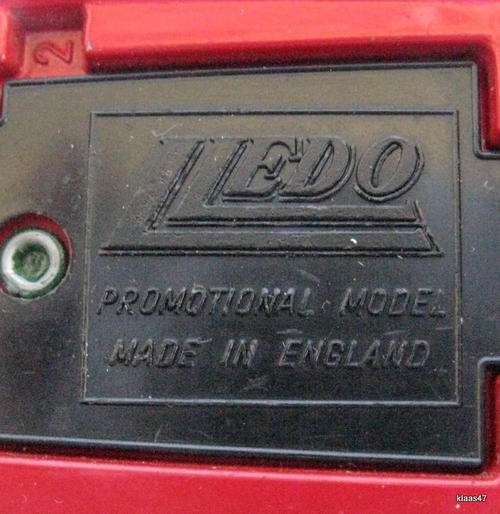 2
LLEDO
PROMOTIONAL MODEL
MADE IN ENGLAND
klaas47